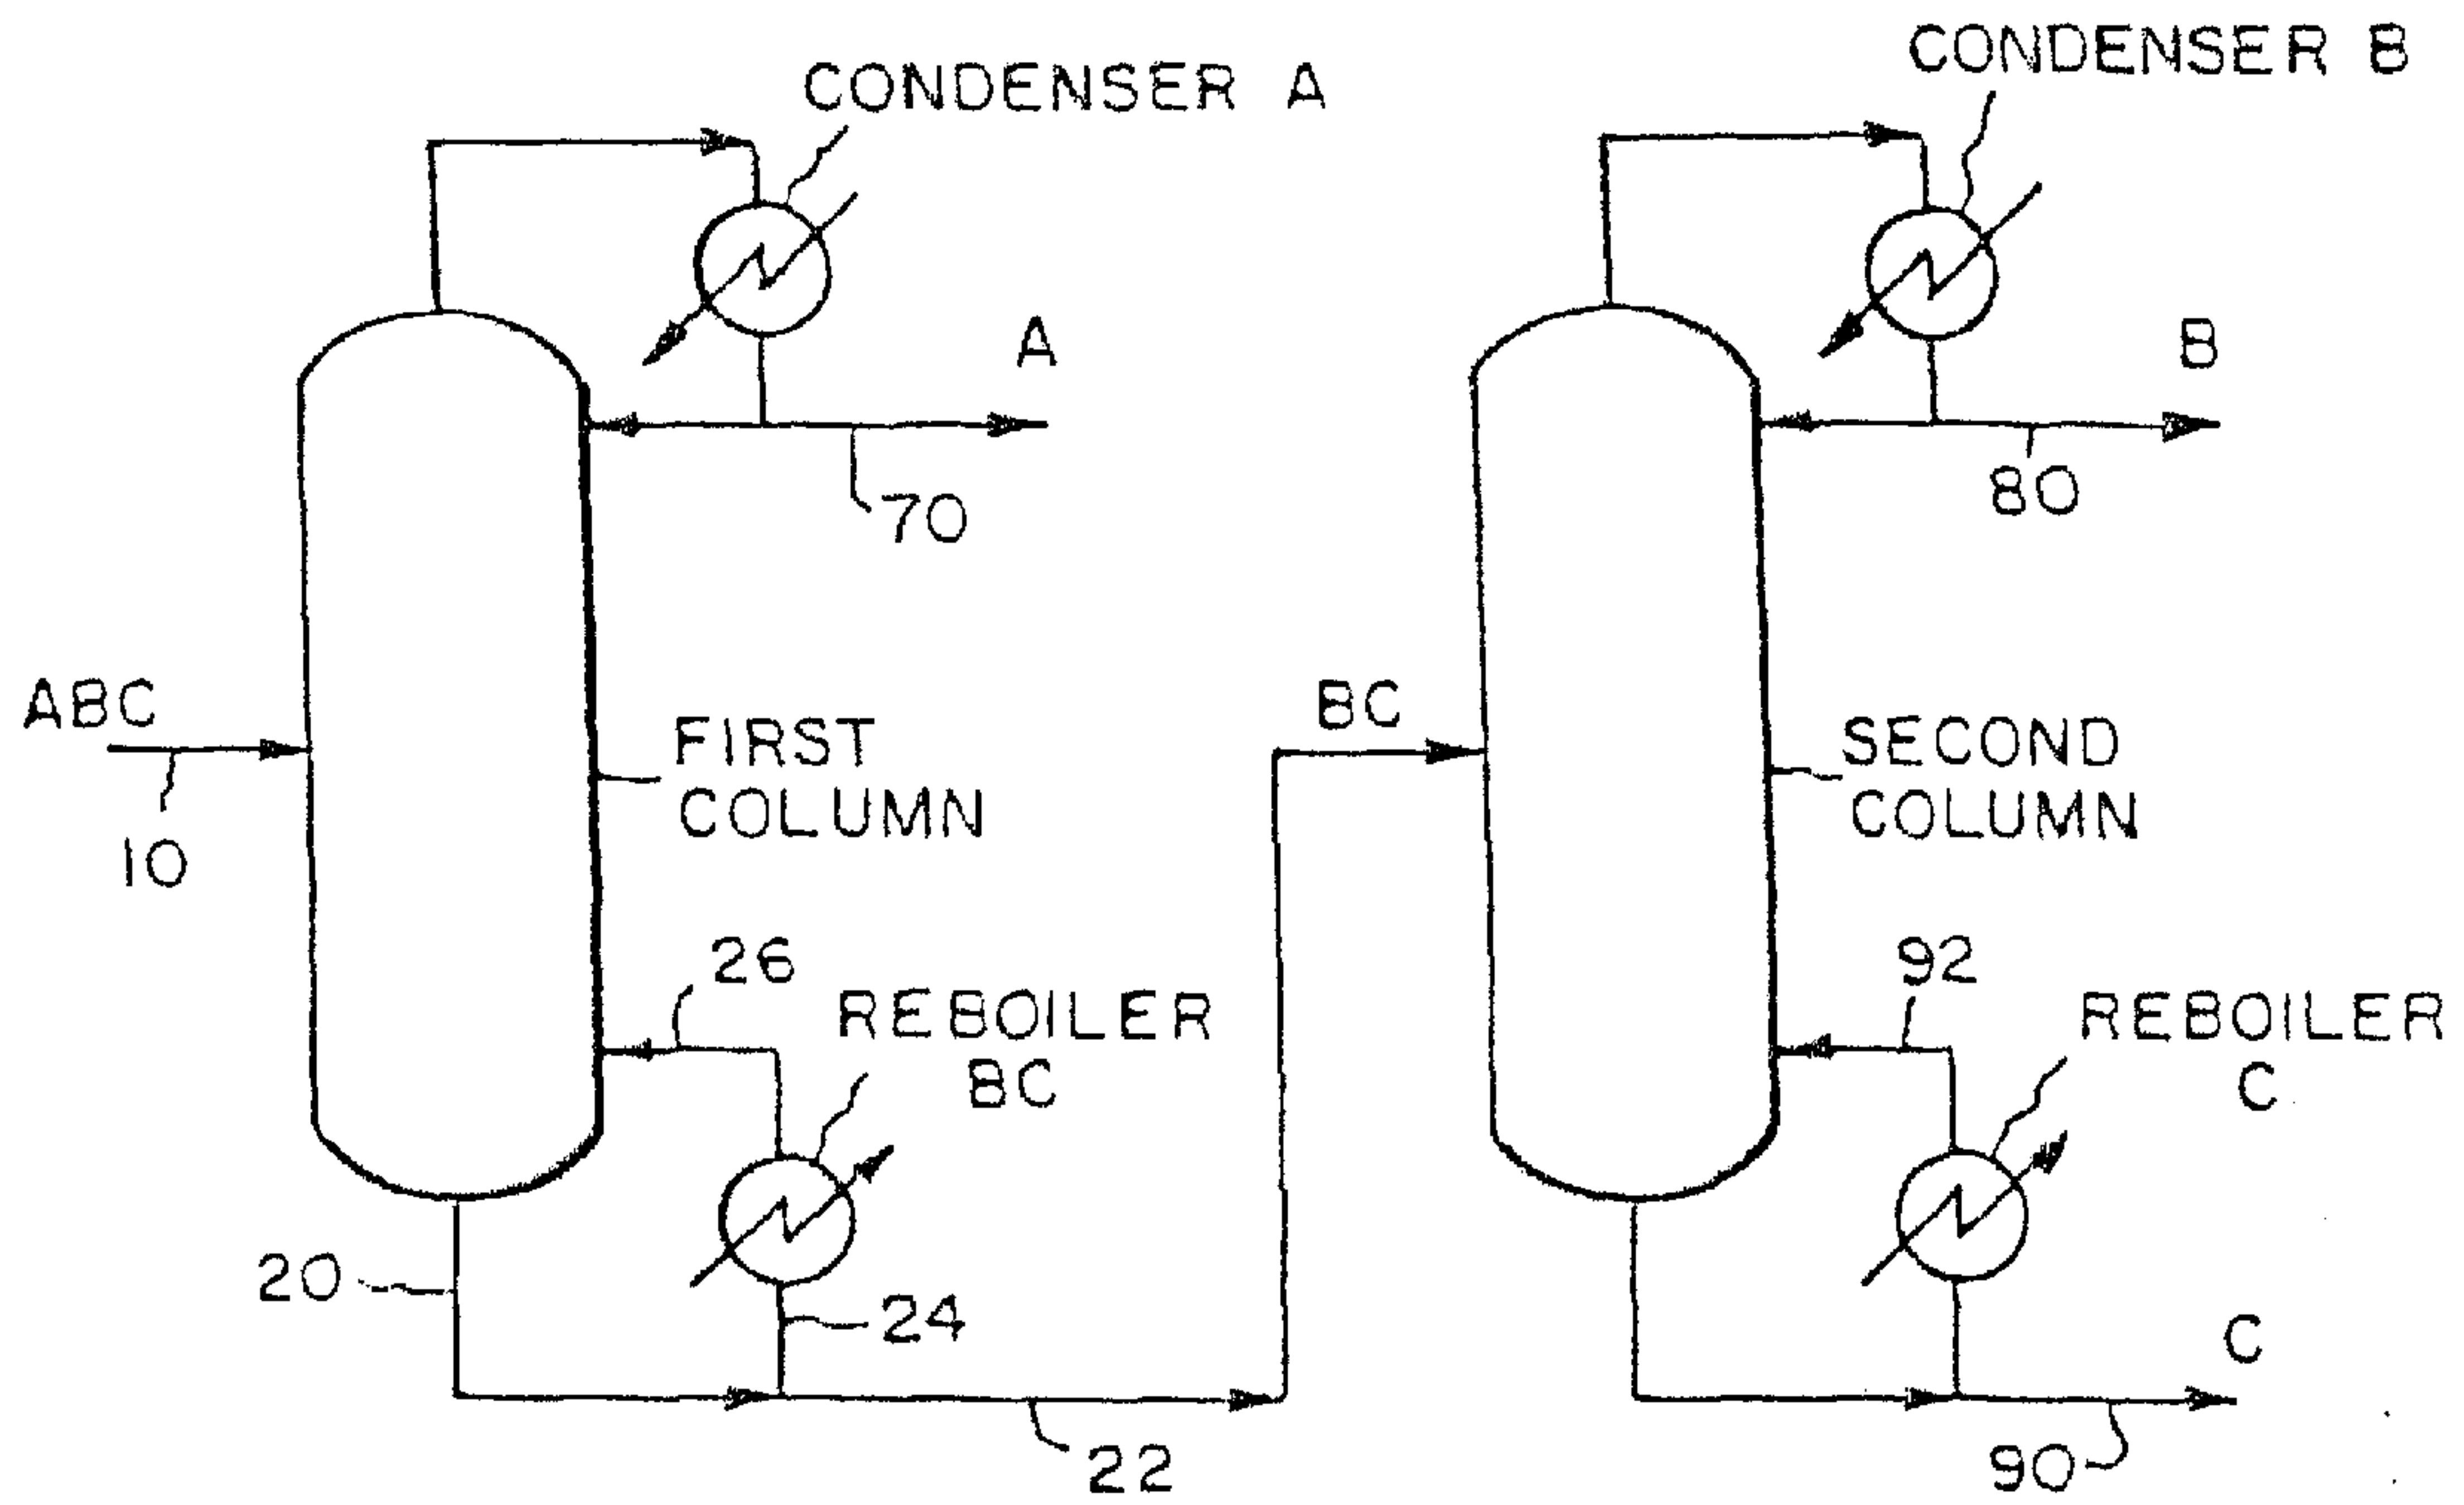 CONDENSER A
CONDENSER B
A
B
70
80
ABC
BC
FIRST
COLUMN
SECOND
COLUMN
10
26
92
REBOILER
BC
REBOILER
C
20
24
C
22
90